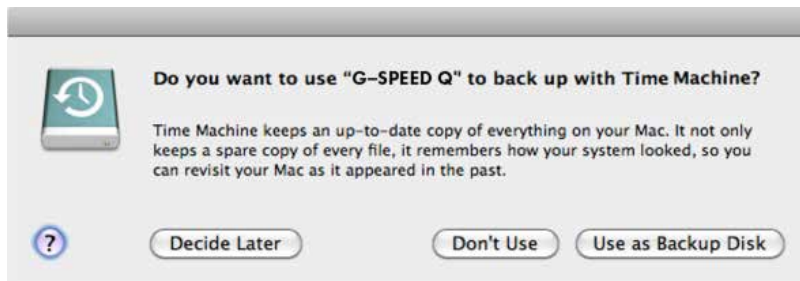 Do you want to use “G-SPEED Q" to back up with Time Machine?
Time Machine keeps an up-to-date copy of everything on your Mac. It not only
keeps a spare copy of every file, it remembers how your system looked, so you
can revisit your Mac as it appeared in the past.
? Decide Later Don't Use Use as Backup Disk